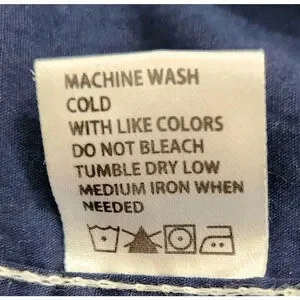 MACHINE WASH
COLD
WITH LIKE COLORS
DO NOT BLEACH
TUMBLE DRY LOW
MEDIUM IRON WHEN
NEEDED